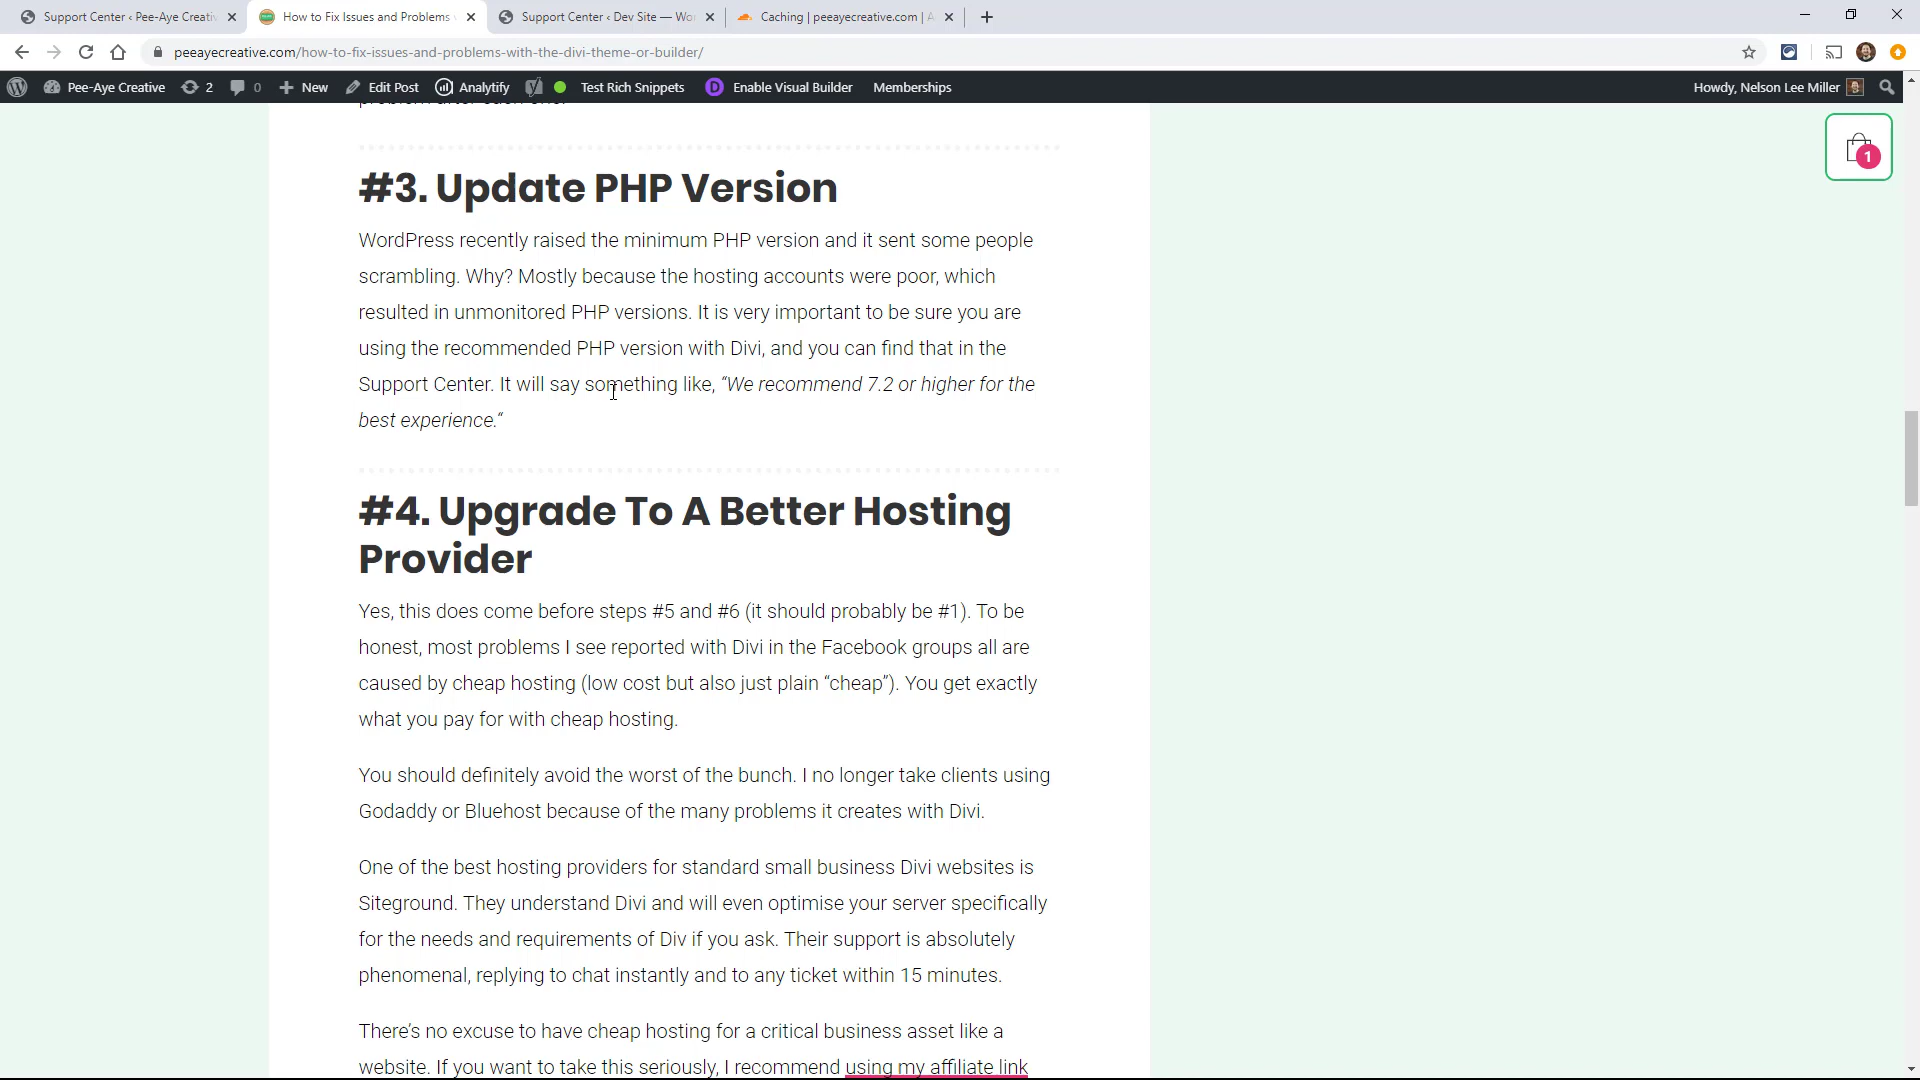 Support Center ‹ Pee-Aye Creati
How to Fix Issues and Problems
Support Center ‹ Dev Site — Wo
Caching | peeayecreative.com | A
peeayecreative.com/how-to-fix-issues-and-problems-with-the-divi-theme-or-builder/
Pee-Aye Creative
2
0
New
Edit Post
Analytify
Test Rich Snippets
D
Enable Visual Builder
Memberships
Howdy, Nelson Lee Miller
1
#3. Update PHP Version
WordPress recently raised the minimum PHP version and it sent some people
scrambling. Why? Mostly because the hosting accounts were poor, which
resulted in unmonitored PHP versions. It is very important to be sure you are
using the recommended PHP version with Divi, and you can find that in the
Support Center. It will say something like, “We recommend 7.2 or higher for the
best experience.“
#4. Upgrade To A Better Hosting
Provider
Yes, this does come before steps #5 and #6 (it should probably be #1). To be
honest, most problems I see reported with Divi in the Facebook groups all are
caused by cheap hosting (low cost but also just plain “cheap”). You get exactly
what you pay for with cheap hosting.
You should definitely avoid the worst of the bunch. I no longer take clients using
Godaddy or Bluehost because of the many problems it creates with Divi.
One of the best hosting providers for standard small business Divi websites is
Siteground. They understand Divi and will even optimise your server specifically
for the needs and requirements of Div if you ask. Their support is absolutely
phenomenal, replying to chat instantly and to any ticket within 15 minutes.
There’s no excuse to have cheap hosting for a critical business asset like a
website. If you want to take this seriously, I recommend using my affiliate link